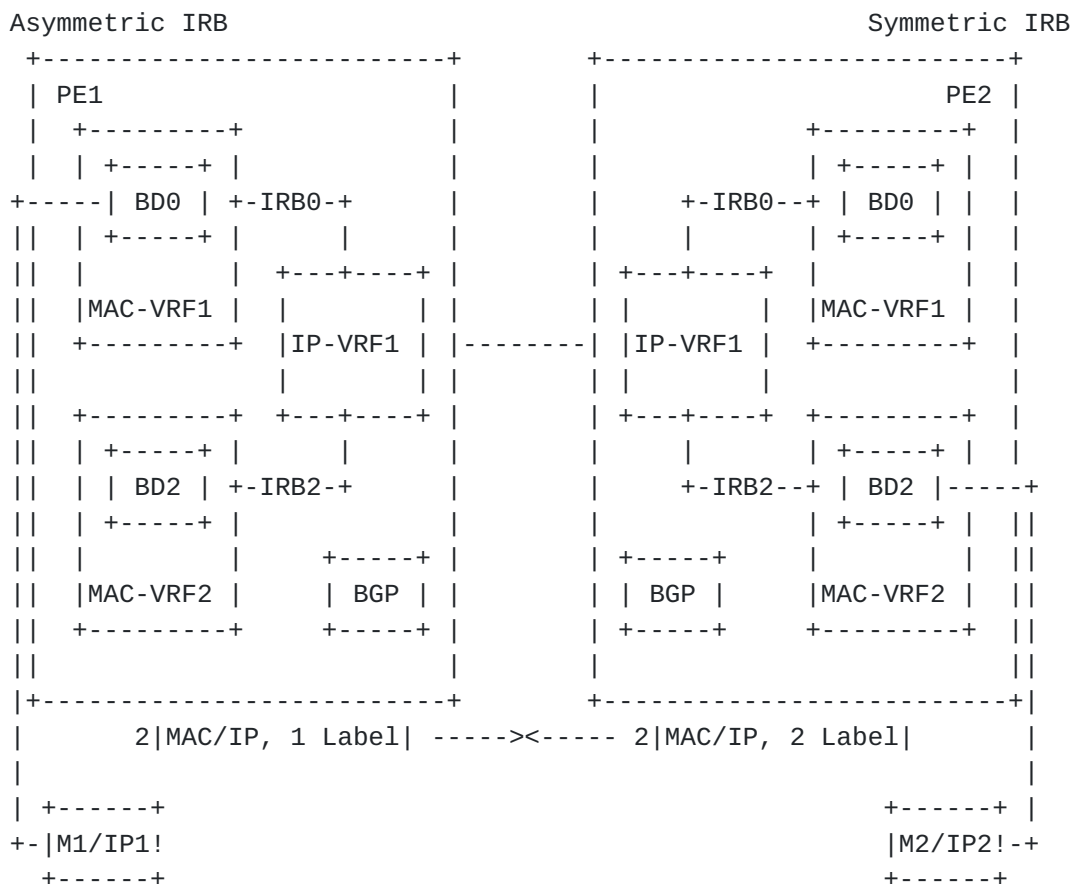 Asymmetric IRB                                         Symmetric IRB
 +--------------------------+        +--------------------------+
 | PE1                      |        |                      PE2 |
 |  +---------+             |        |             +---------+  |
 |  | +-----+ |             |        |             | +-----+ |  |
+-----| BD0 | +-IRB0-+      |        |     +-IRB0--+ | BD0 | |  |
||  | +-----+ |      |      |        |     |       | +-----+ |  |
||  |         |  +---+----+ |        | +---+----+  |         |  |
||  |MAC-VRF1 |  |        | |        | |        |  |MAC-VRF1 |  |
||  +---------+  |IP-VRF1 | |--------| |IP-VRF1 |  +---------+  |
||               |        | |        | |        |               |
||  +---------+  +---+----+ |        | +---+----+  +---------+  |
||  | +-----+ |      |      |        |     |       | +-----+ |  |
||  | | BD2 | +-IRB2-+      |        |     +-IRB2--+ | BD2 |-----+
||  | +-----+ |             |        |             | +-----+ |  ||
||  |         |     +-----+ |        | +-----+     |         |  ||
||  |MAC-VRF2 |     | BGP | |        | | BGP |     |MAC-VRF2 |  ||
||  +---------+     +-----+ |        | +-----+     +---------+  ||
||                          |        |                          ||
|+--------------------------+        +--------------------------+|
|       2|MAC/IP, 1 Label| -----><----- 2|MAC/IP, 2 Label|       |
|                                                                |
| +------+                                              +------+ |
+-|M1/IP1!                                              |M2/IP2!-+
  +------+                                              +------+